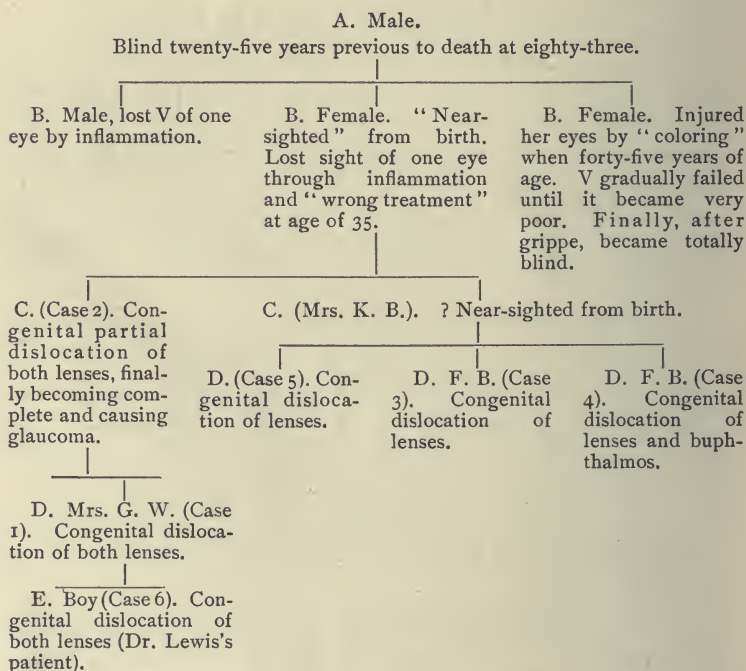 A. Male.
Blind twenty-five years previous to death at eighty-three.
B. Male, lost V of one
eye by inflammation.
B. Female. “Near-
sighted” from birth.
Lost sight of one eye
through inflammation
and “wrong treatment”
at age of 35.
B. Female. Injured
her eyes by “coloring”
when forty-five years of
age. V gradually failed
until it became very
poor. Finally, after
grippe, became totally
blind.
C. (Case 2). Con-
genital partial
dislocation of
both lenses, final-
ly becoming com-
plete and causing
glaucoma.
C. (Mrs. K. B.). ? Near-sighted from birth.
D. (Case 5). Con-
genital disloca-
tion of lenses.
D. F. B. (Case
3). Congenital
dislocation of
lenses.
D. F. B. (Case
4). Congenital
dislocation of
lenses and buph-
thalmos.
D. Mrs. G. W. (Case
1). Congenital disloca-
tion of both lenses.
E. Boy (Case 6). Con-
genital dislocation of
both lenses (Dr. Lewis's
patient).